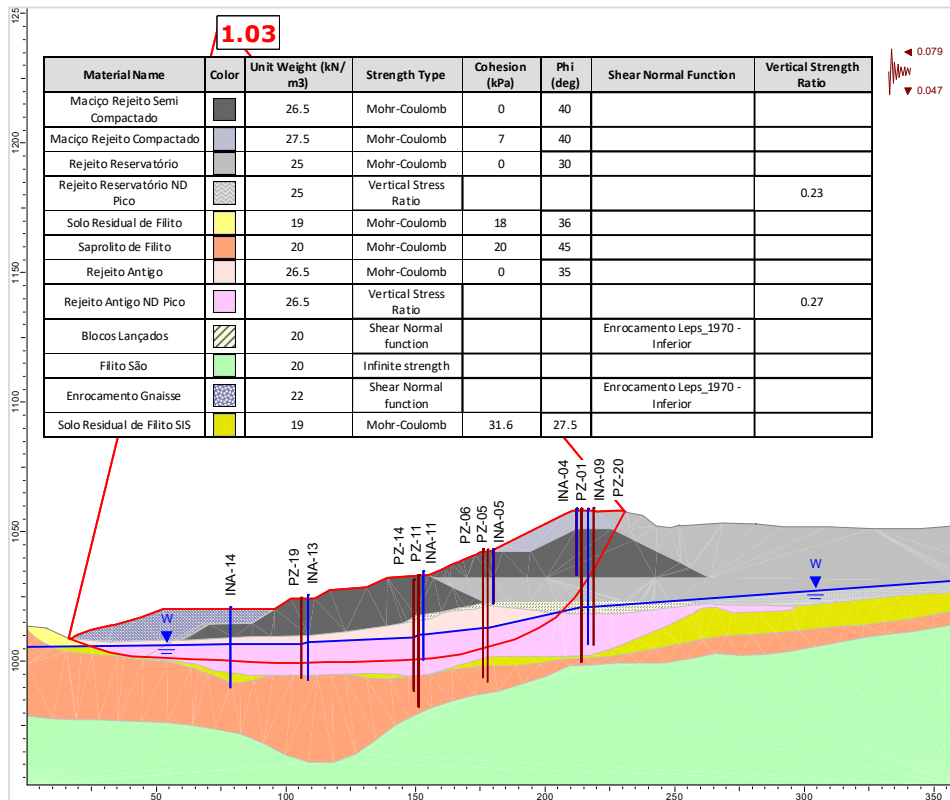 1.03
0.079
0.047
Material Name Color Unit Weight (kN/ m3) Strength Type Cohesion (kPa) Phi (deg) Shear Normal Function Vertical Strength Ratio
Maciço Rejeito Semi Compactado 26.5 Mohr-Coulomb 0 40
Maciço Rejeito Compactado 27.5 Mohr-Coulomb 7 40
Rejeito Reservatório 25 Mohr-Coulomb 0 30
Rejeito Reservatório ND Pico 25 Vertical Stress Ratio 0.23
Solo Residual de Filito 19 Mohr-Coulomb 18 36
Saprolito de Filito 20 Mohr-Coulomb 20 45
Rejeito Antigo 26.5 Mohr-Coulomb 0 35
Rejeito Antigo ND Pico 26.5 Vertical Stress Ratio 0.27
Blocos Lançados 20 Shear Normal function Enrocamento Leps_1970 - Inferior
Filito São 20 Infinite strength
Enrocamento Gnaisse 22 Shear Normal function Enrocamento Leps_1970 - Inferior
Solo Residual de Filito SIS 19 Mohr-Coulomb 31.6 27.5
125
1200
1150
1100
1050
1000
INA-14
PZ-19
INA-13
PZ-14
PZ-11
INA-11
PZ-06
PZ-05
INA-05
INA-04
PZ-01
INA-09
PZ-20
W
W
50 100 150 200 250 300 350